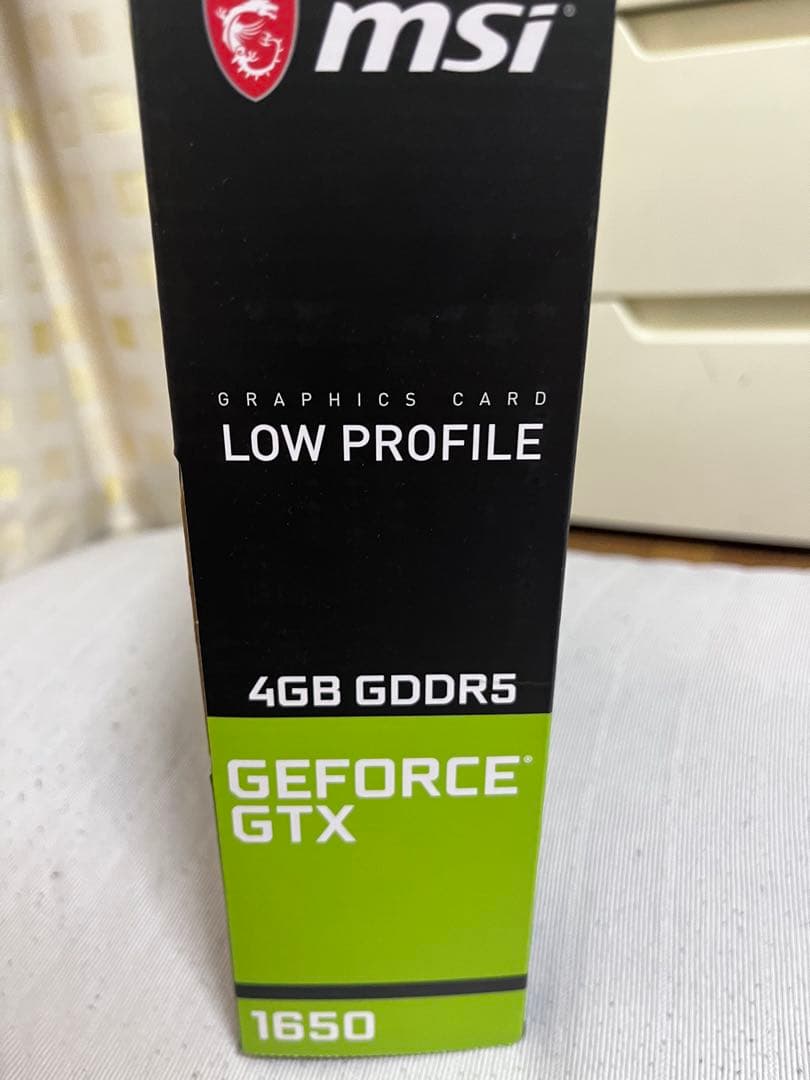 msi
GRAPHICS CARD
LOW PROFILE
4GB GDDR5
GEFORCE®
GTX
1650